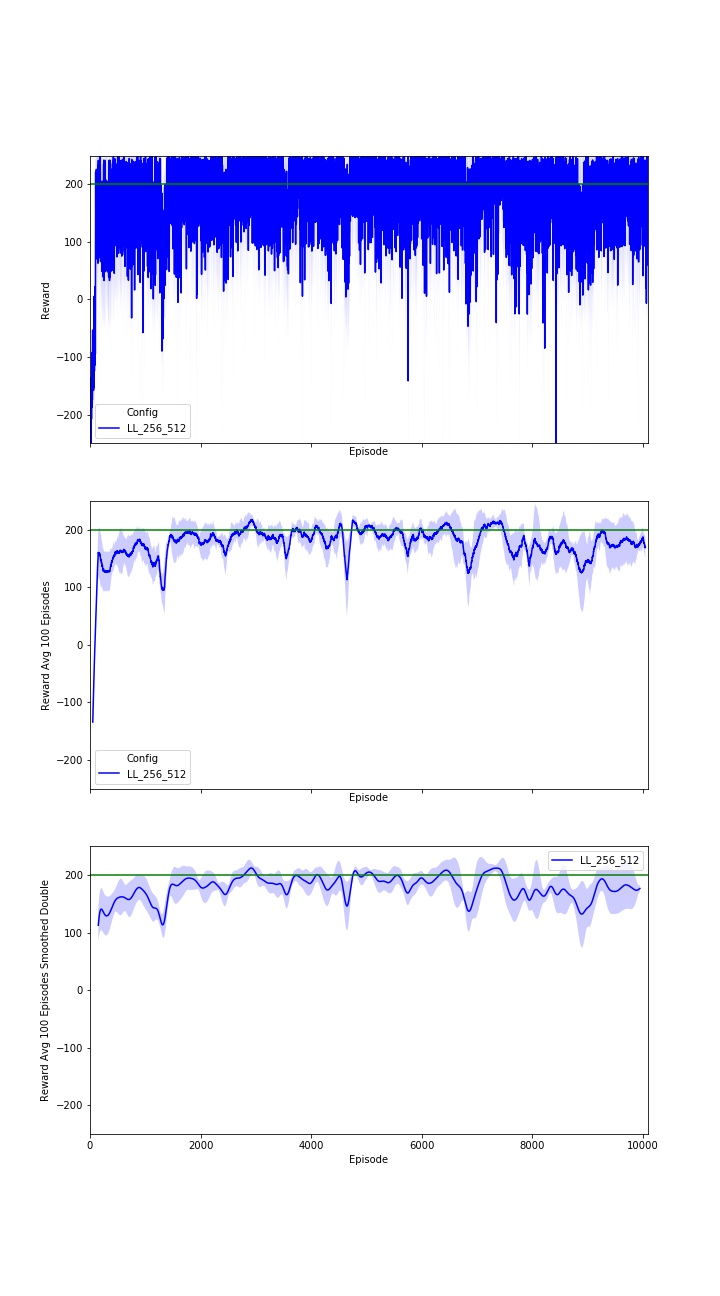 200
100
0
−100
−200
Reward
Config
LL_256_512
Episode
200
100
0
−100
−200
Reward Avg 100 Episodes
Config
LL_256_512
Episode
LL_256_512
200
100
0
−100
−200
Reward Avg 100 Episodes Smoothed Double
0 2000 4000 6000 8000 10000
Episode